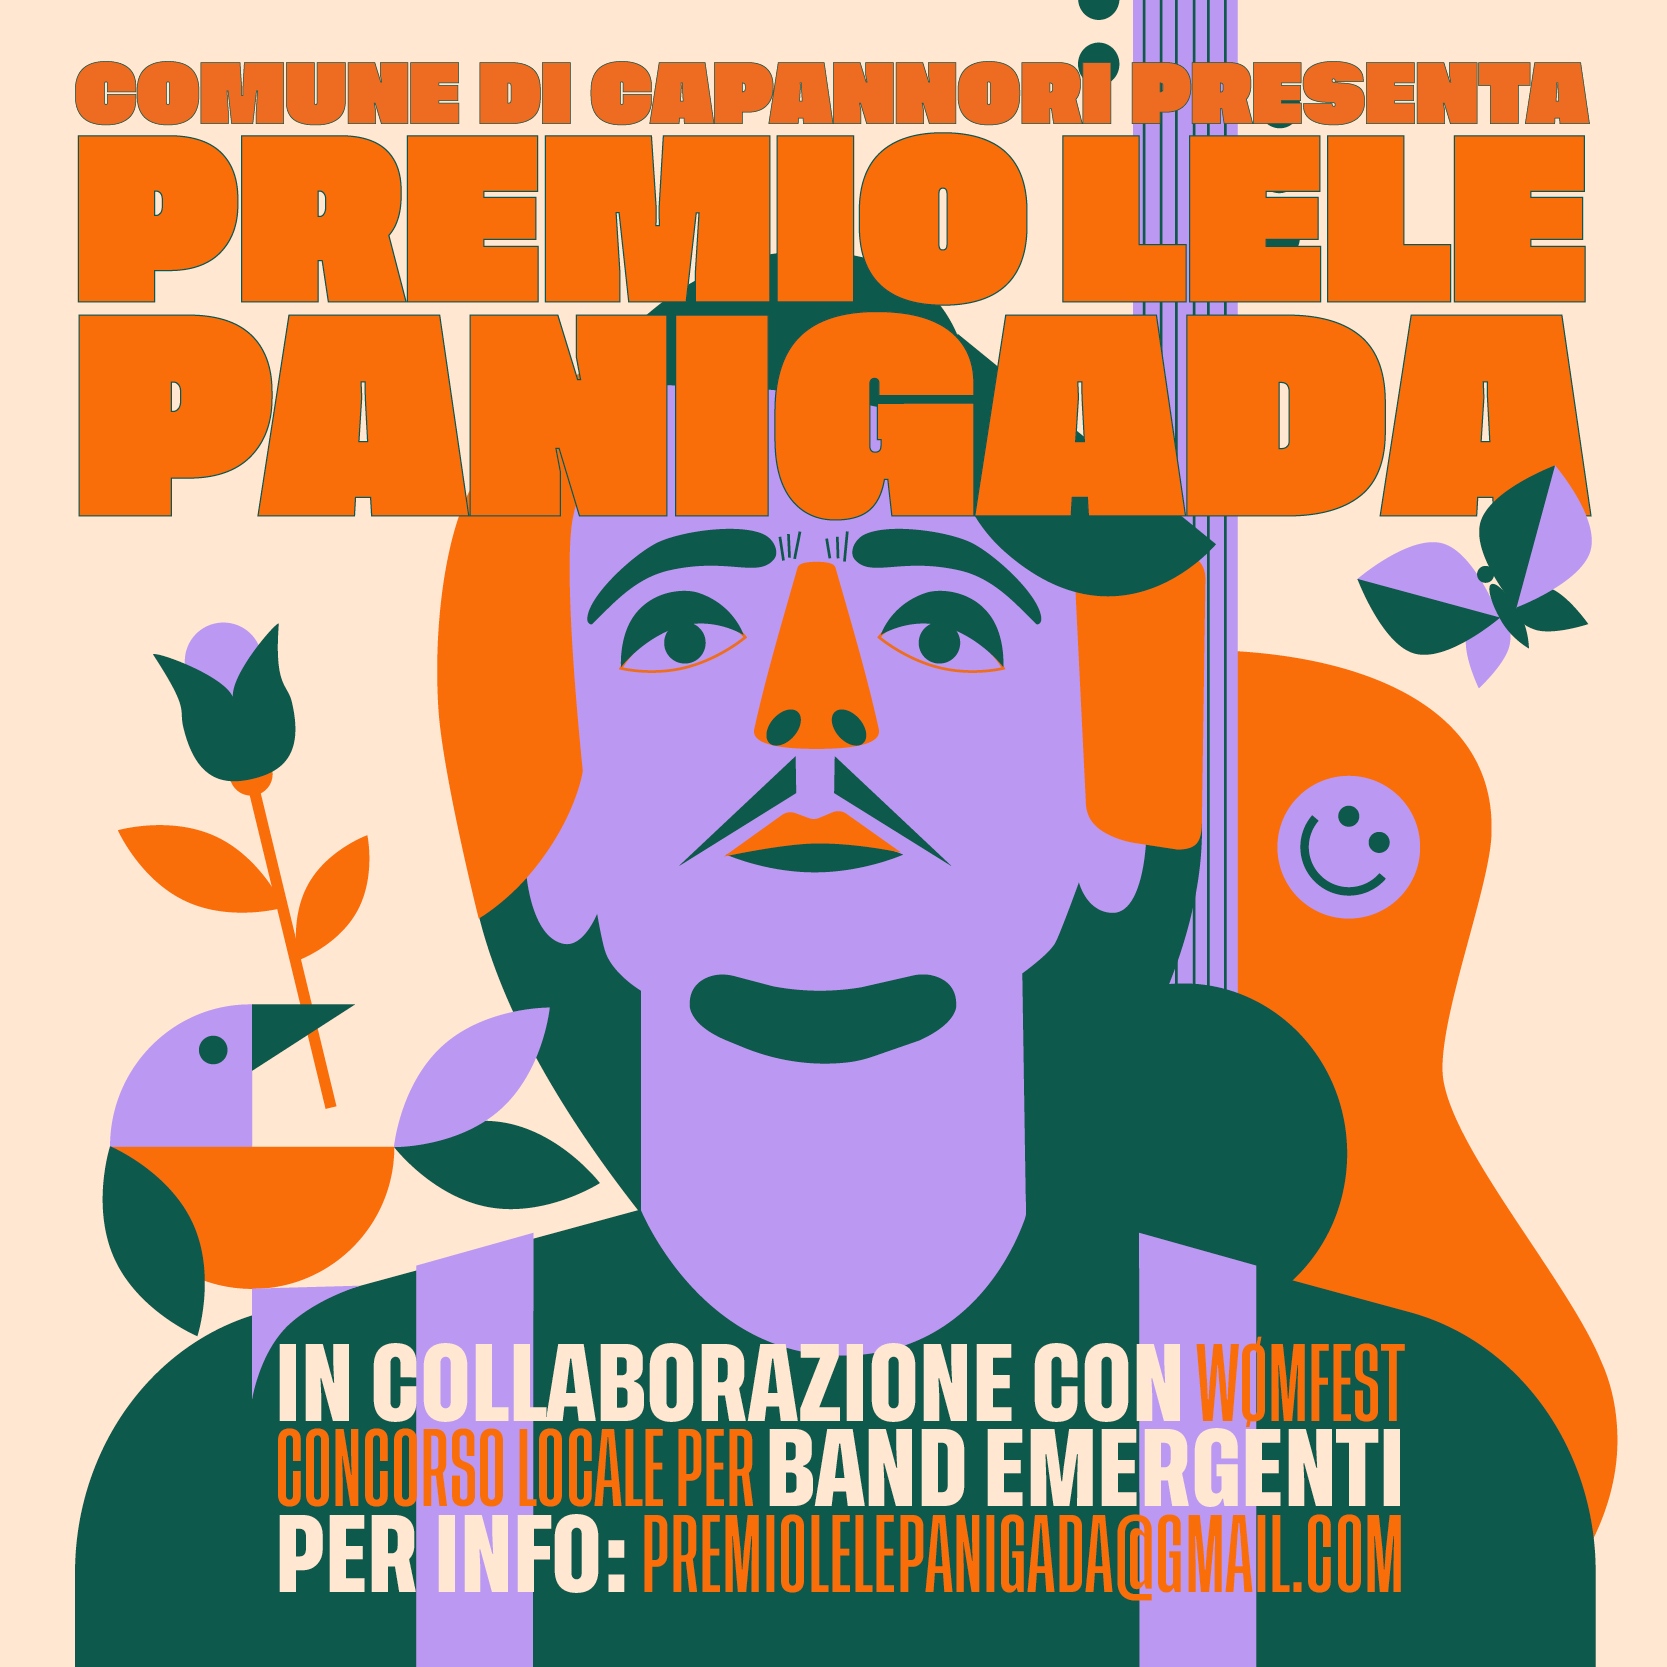 COMUNE DI CAPANNORI PRESENTA
PREMIO LELE
PANIGADA
IN COLLABORAZIONE CON WØMFEST
CONCORSO LOCALE PER BAND EMERGENTI
PER INFO: PREMIOLELEPANIGADA@GMAIL.COM